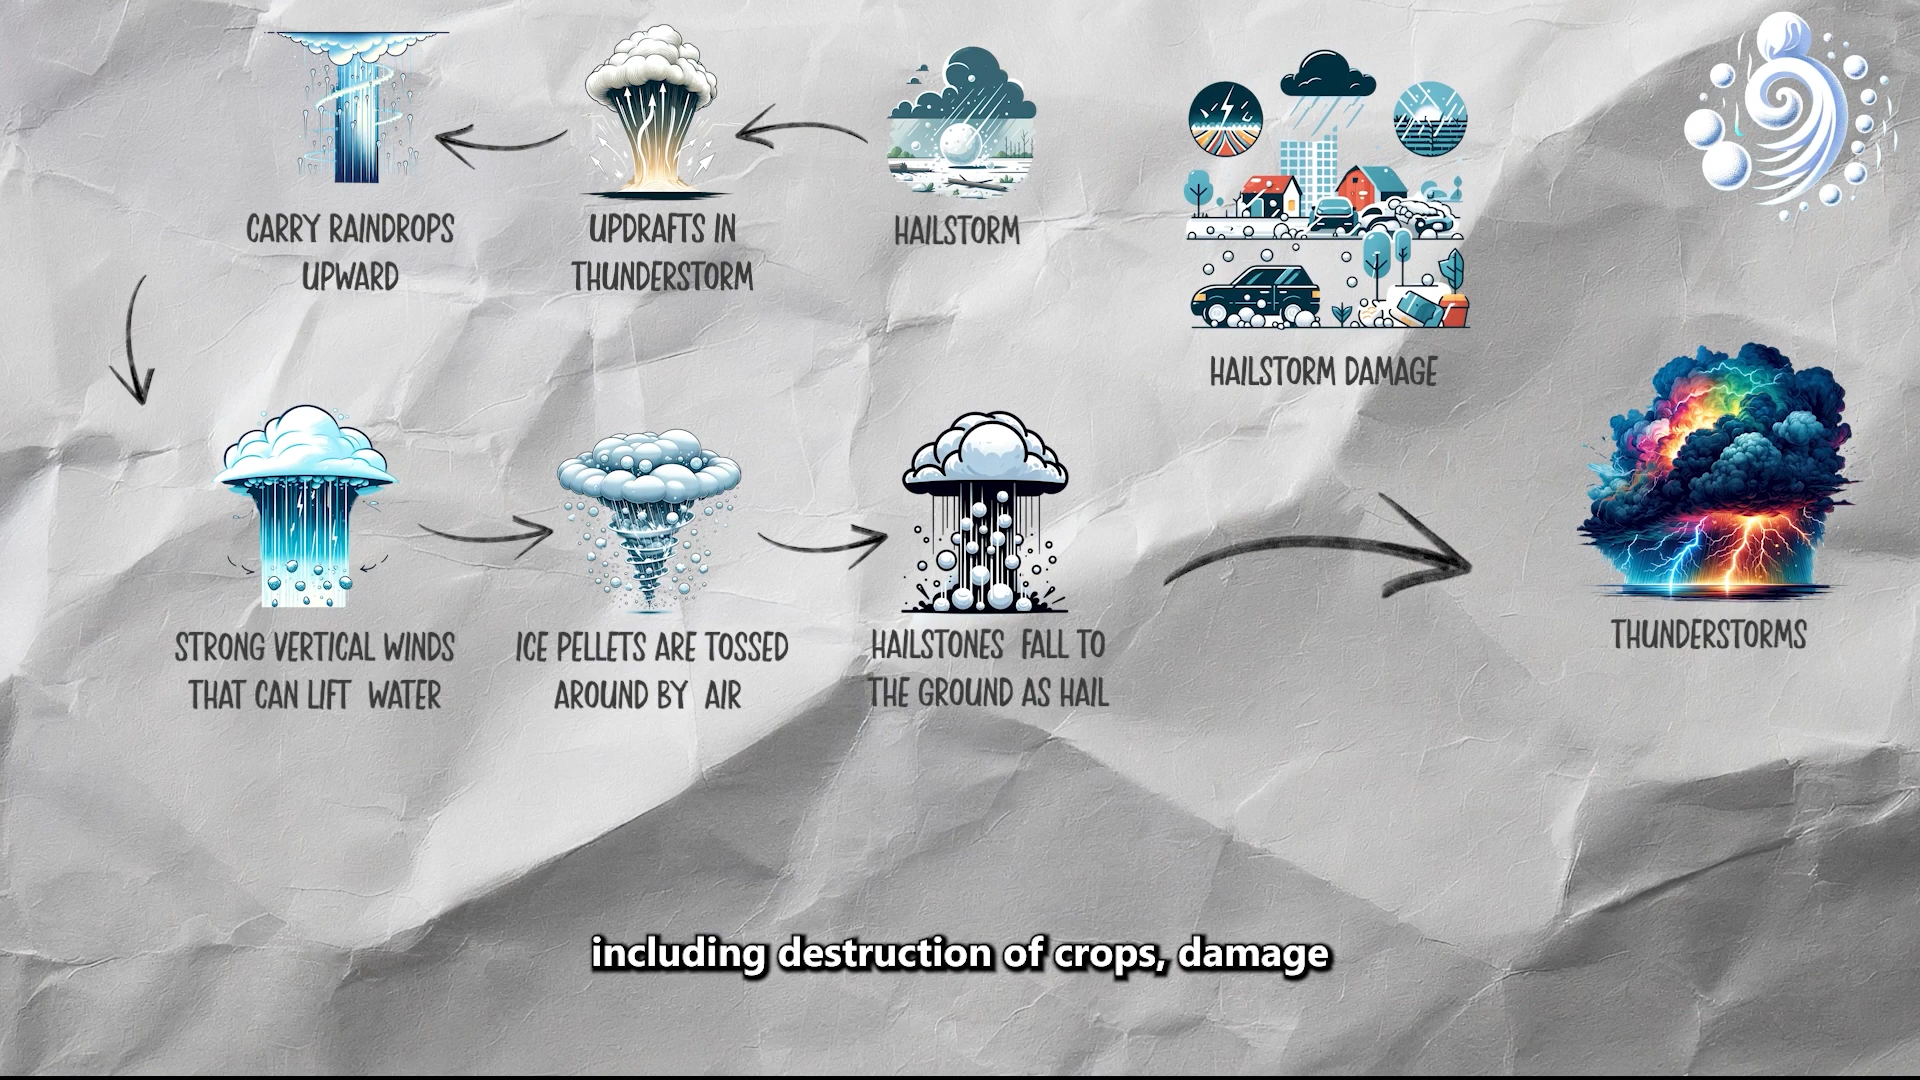 CARRY RAINDROPS
UPWARD
UPDRAFTS IN
THUNDERSTORM
HAILSTORM
HAILSTORM DAMAGE
STRONG VERTICAL WINDS
THAT CAN LIFT WATER
ICE PELLETS ARE TOSSED
AROUND BY AIR
HAILSTONES FALL TO
THE GROUND AS HAIL
THUNDERSTORMS
including destruction of crops, damage